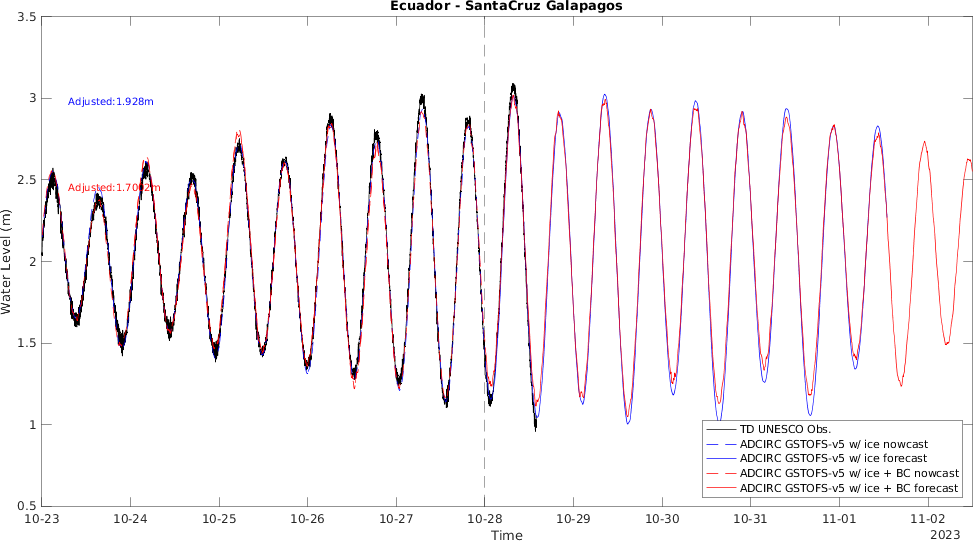 Ecuador - SantaCruz Galapagos
3.5
3
2.5
2
1.5
1
0.5
Water Level (m)
Adjusted:1.928m
Adjusted:1.7002m
TD UNESCO Obs.
ADCIRC GSTOFS-v5 w/ ice nowcast
ADCIRC GSTOFS-v5 w/ ice forecast
ADCIRC GSTOFS-v5 w/ ice + BC nowcast
ADCIRC GSTOFS-v5 w/ ice + BC forecast
10-23 10-24 10-25 10-26 10-27 10-28 10-29 10-30 10-31 11-01 11-02
2023
Time